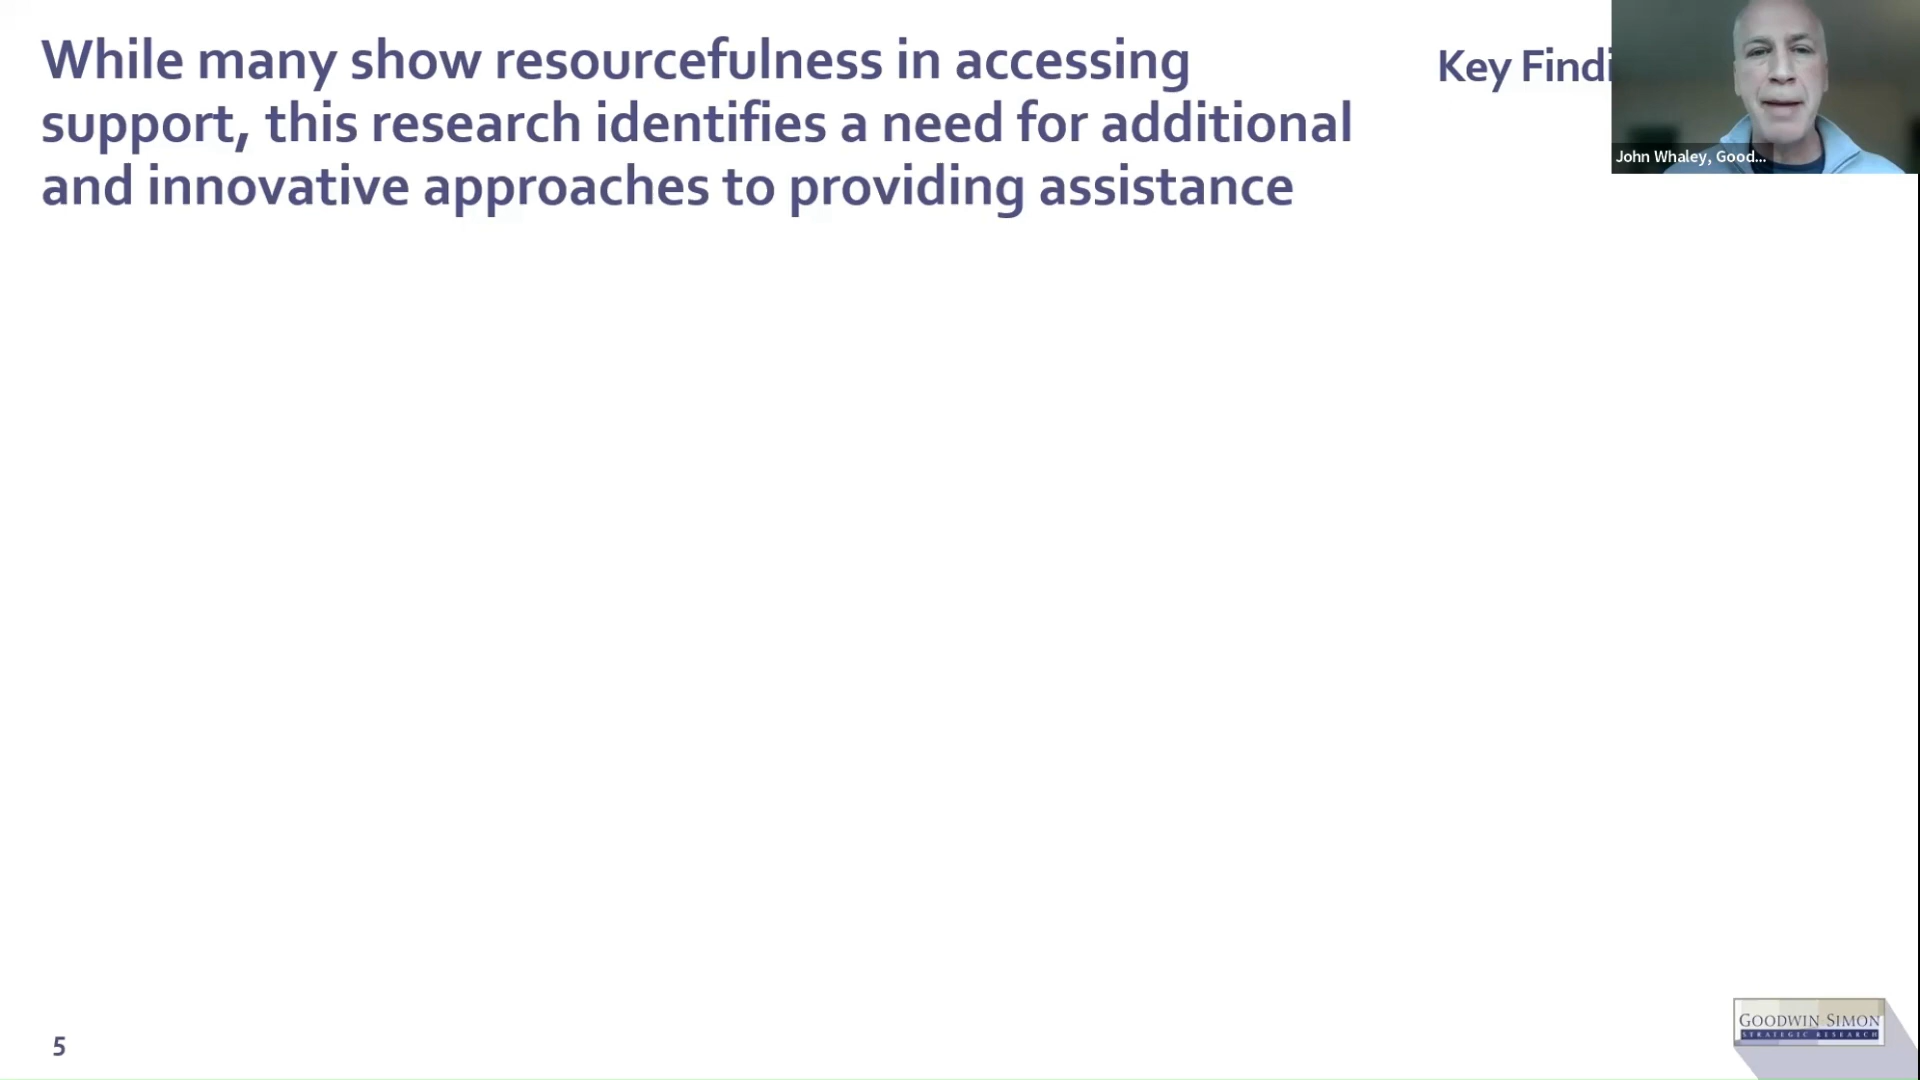 While many show resourcefulness in accessing
support, this research identifies a need for additional
and innovative approaches to providing assistance
Key Findi
John Whaley, Good...
GOODWIN SIMON
STRATEGIC RESEARCH
5